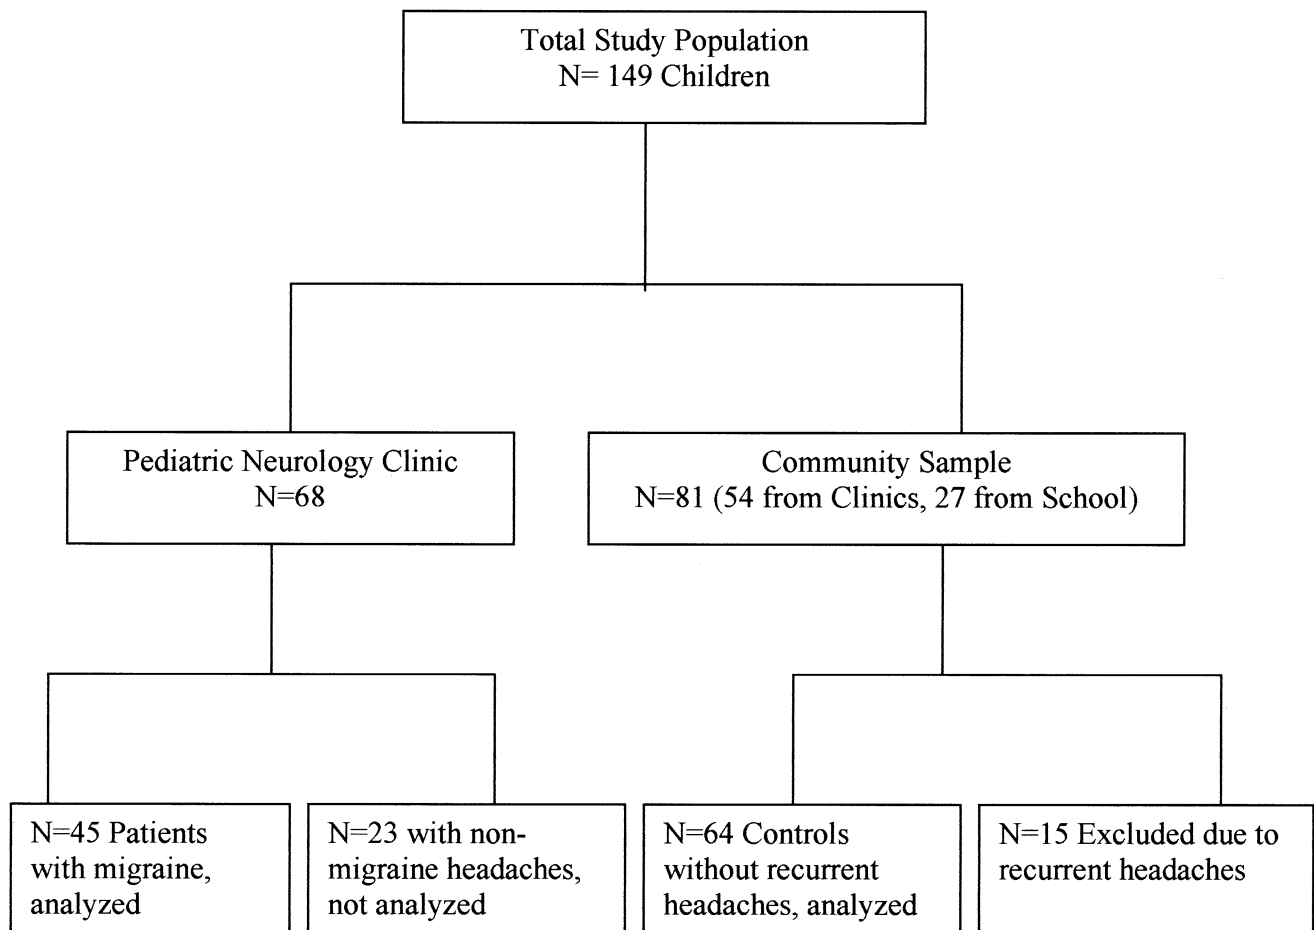 Total Study Population
N= 149 Children
Pediatric Neurology Clinic
N=68
Community Sample
N=81 (54 from Clinics, 27 from School)
N=45 Patients
with migraine,
analyzed
N=23 with non-
migraine headaches,
not analyzed
N=64 Controls
without recurrent
headaches, analyzed
N=15 Excluded due to
recurrent headaches